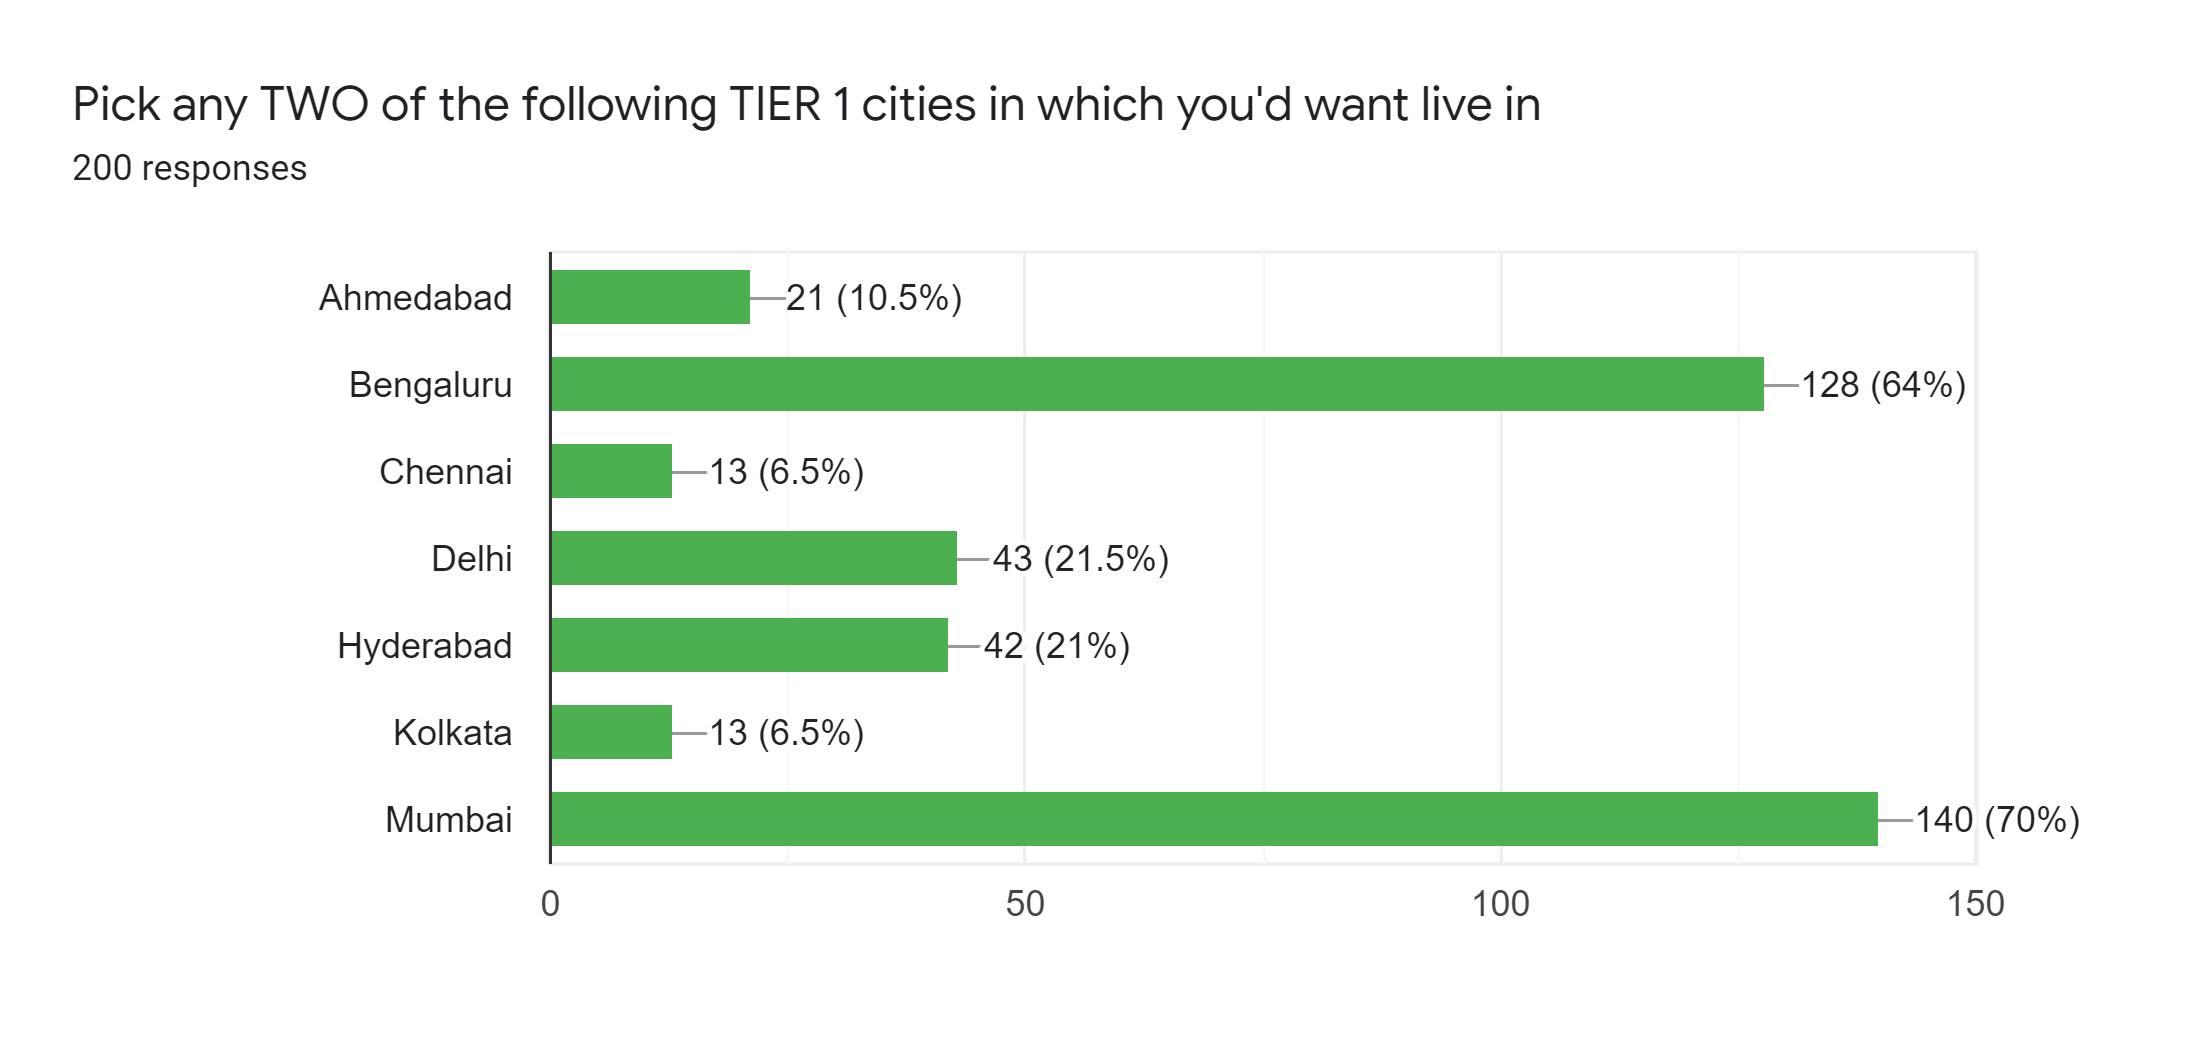 Pick any TWO of the following TIER 1 cities in which you'd want live in
200 responses
Ahmedabad 21 (10.5%)
Bengaluru 128 (64%)
Chennai 13 (6.5%)
Delhi 43 (21.5%)
Hyderabad 42 (21%)
Kolkata 13 (6.5%)
Mumbai 140 (70%)
0 50 100 150